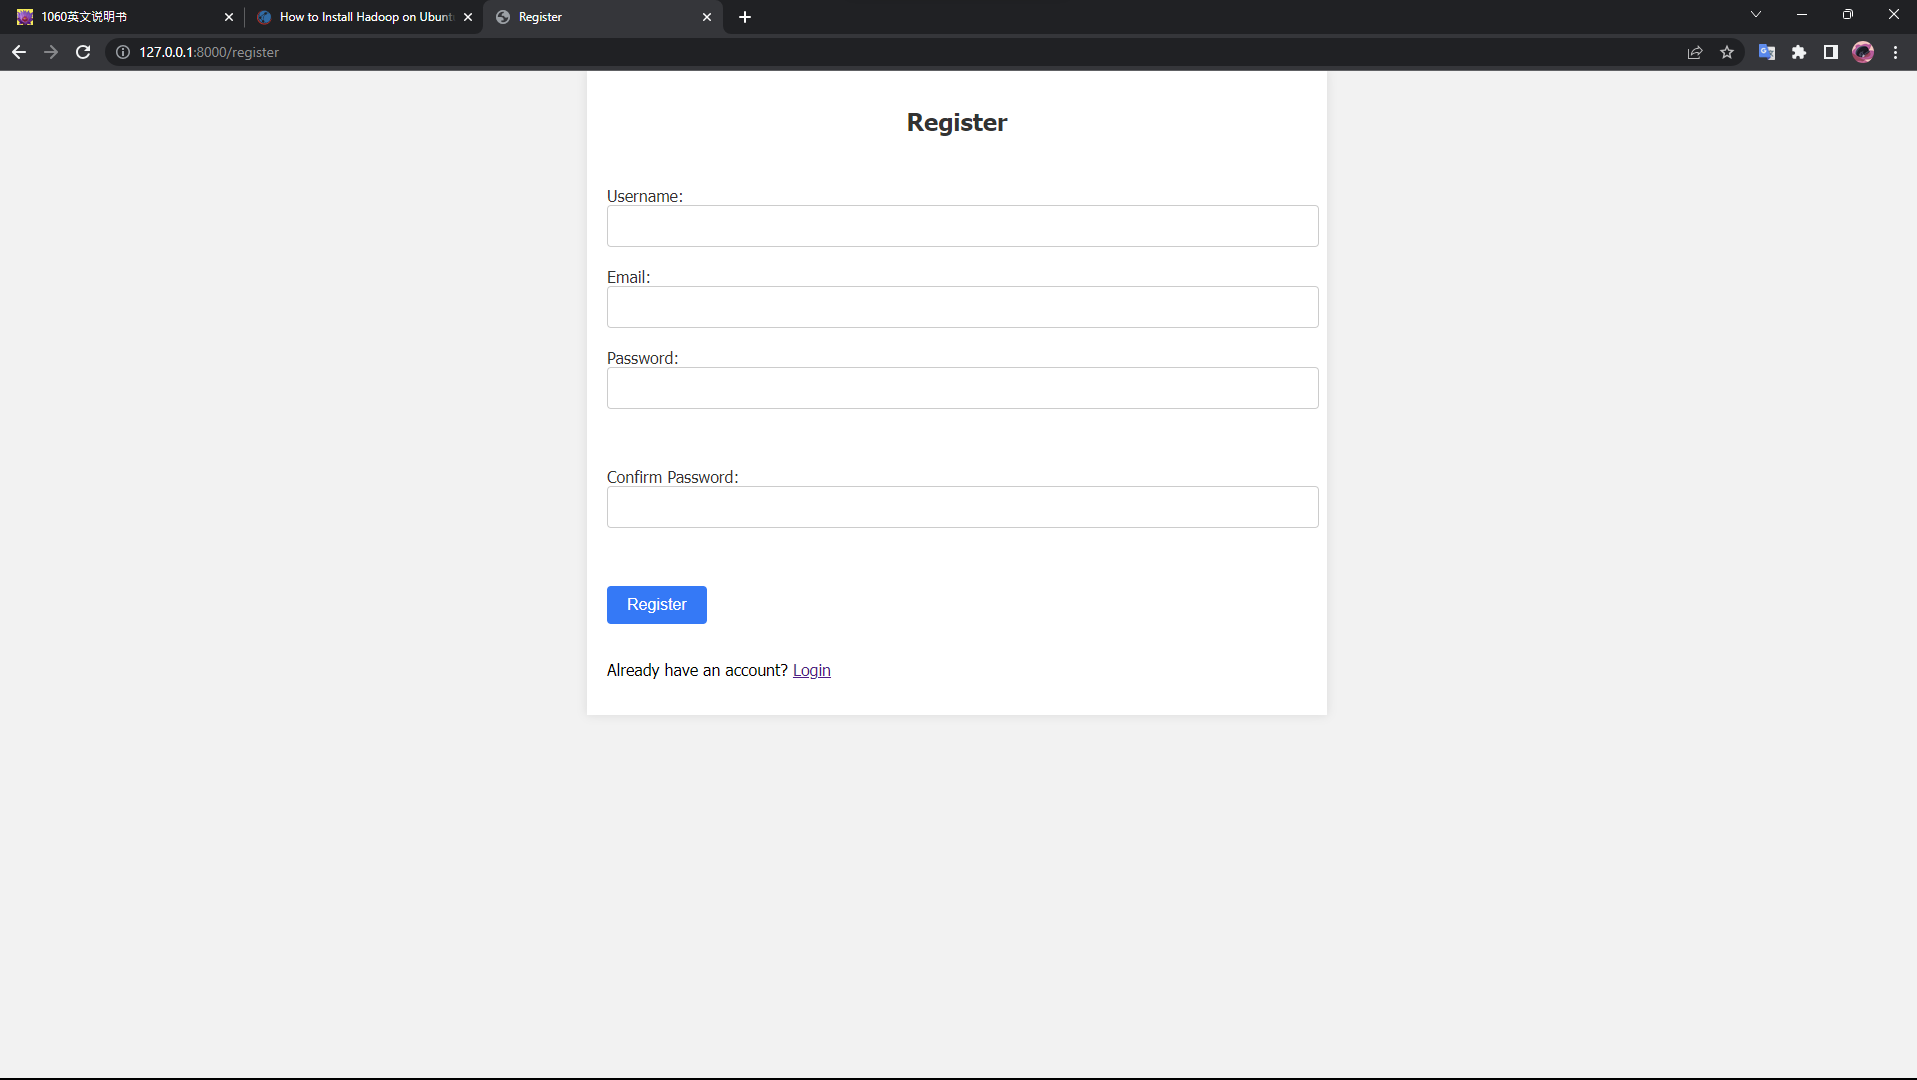 1060英文说明书
How to Install Hadoop on Ubunt
Register
127.0.0.1:8000/register
Register
Username:
Email:
Password:
Confirm Password:
Register
Already have an account? Login